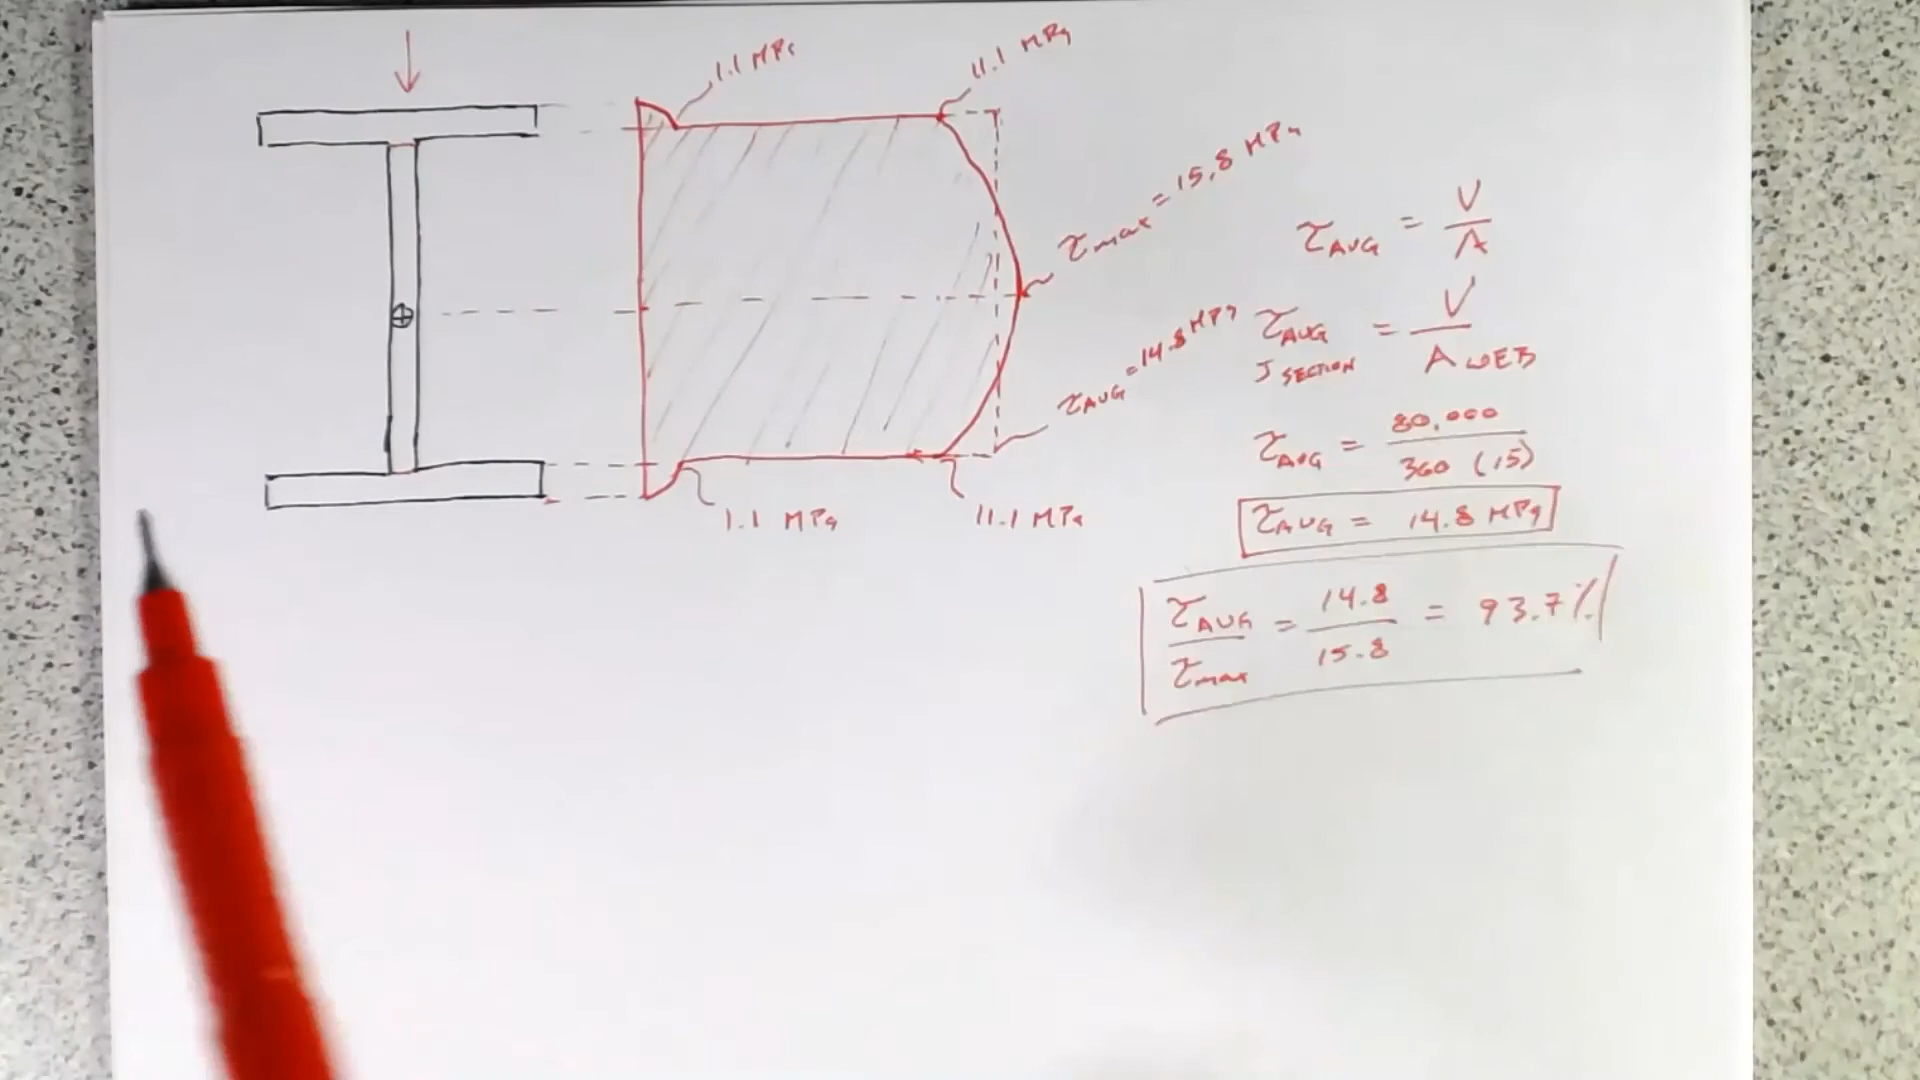 1.1 MPa
11.1 MPa
τmax = 15.8 MPa
τAVG = 14.8 MPa
1.1 MPa
11.1 MPa
τAVG = V / A
τAVG I SECTION = V / A WEB
τAVG = 80,000 / 360 (15)
τAVG = 14.8 MPa
τAVG / τmax = 14.8 / 15.8 = 93.7%